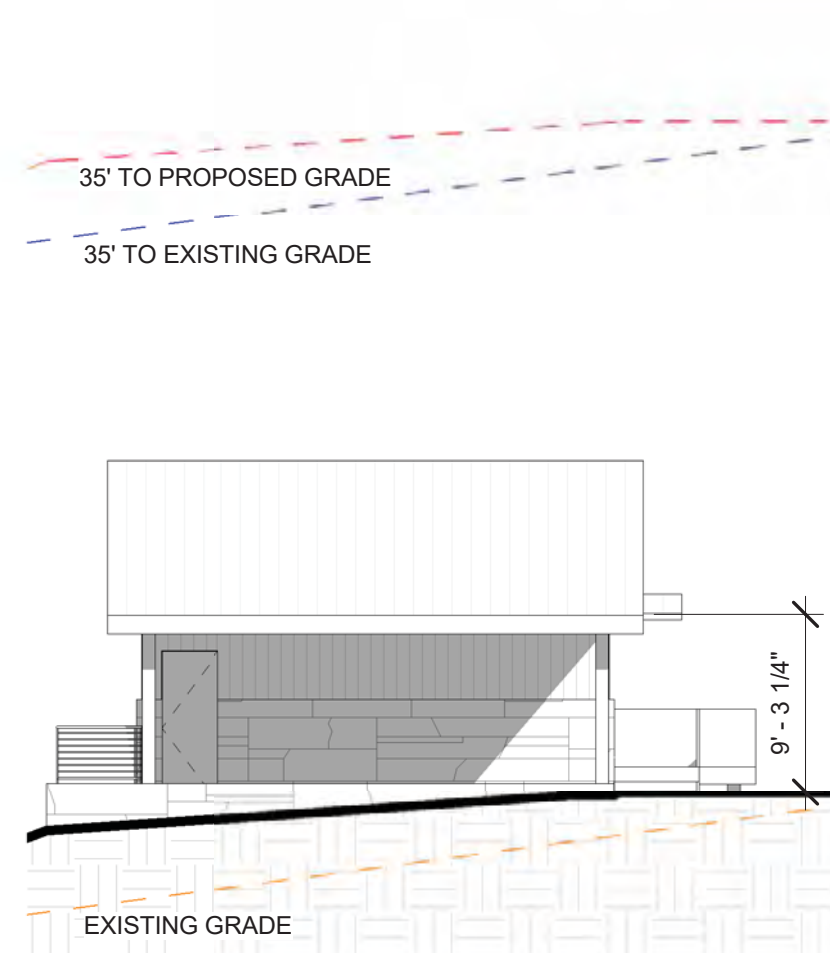 35' TO PROPOSED GRADE
35' TO EXISTING GRADE
9' - 3 1/4"
EXISTING GRADE